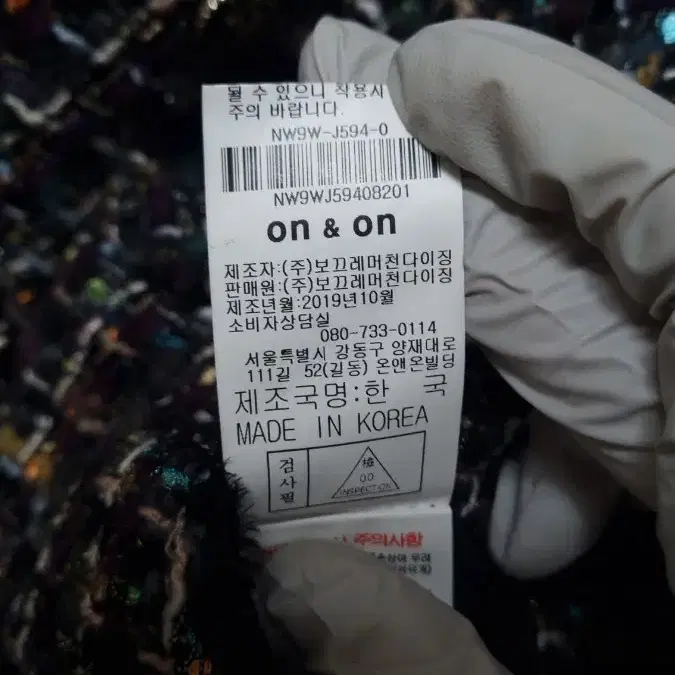 될 수 있으니 착용시
주의 바랍니다.
NW9W-J594-0
NW9WJ59408201
on & on
제조자:(주)보끄레머천다이징
판매원:(주)보끄레머천다이징
제조년월:2019년10월
소비자상담실
080-733-0114
서울특별시 강동구 양재대로
111길 52(길동) 온앤온빌딩
제조국명:한 국
MADE IN KOREA
검사필
檢
00
INSPECTION
주의사항